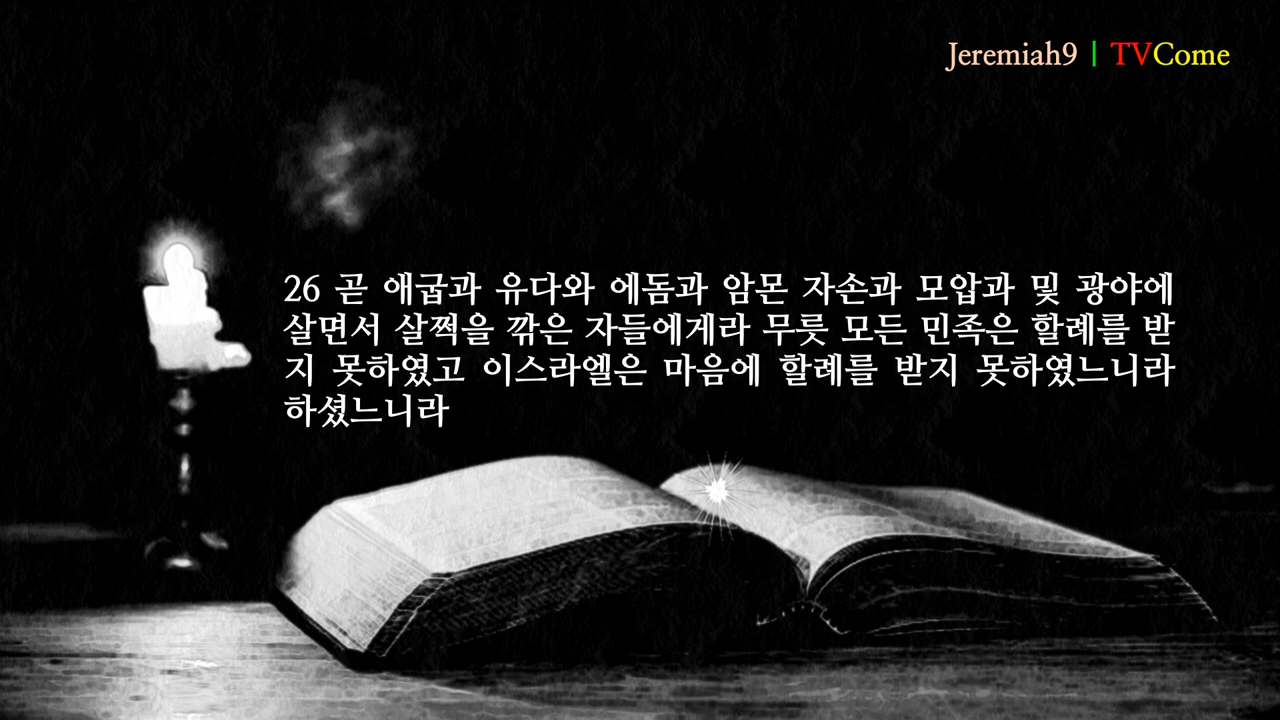 Jeremiah9 | TVCome
26 곧 애굽과 유다와 에돔과 암몬 자손과 모압과 및 광야에
살면서 살쩍을 깎은 자들에게라 무릇 모든 민족은 할례를 받
지 못하였고 이스라엘은 마음에 할례를 받지 못하였느니라
하셨느니라